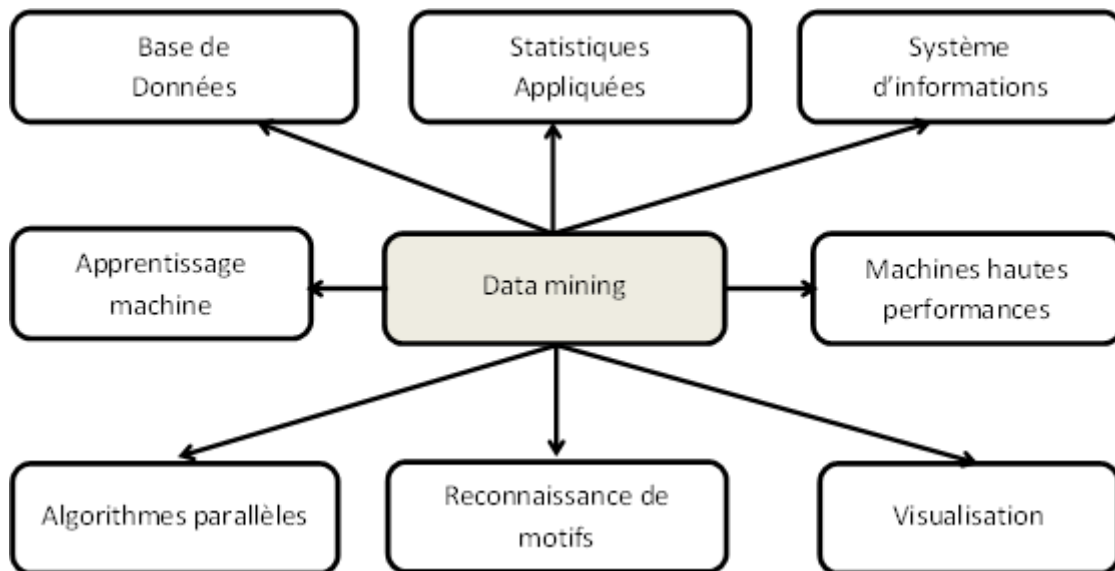 Base de
Données
Statistiques
Appliquées
Système
d'informations
Apprentissage
machine
Data mining
Machines hautes
performances
Algorithmes parallèles
Reconnaissance de
motifs
Visualisation